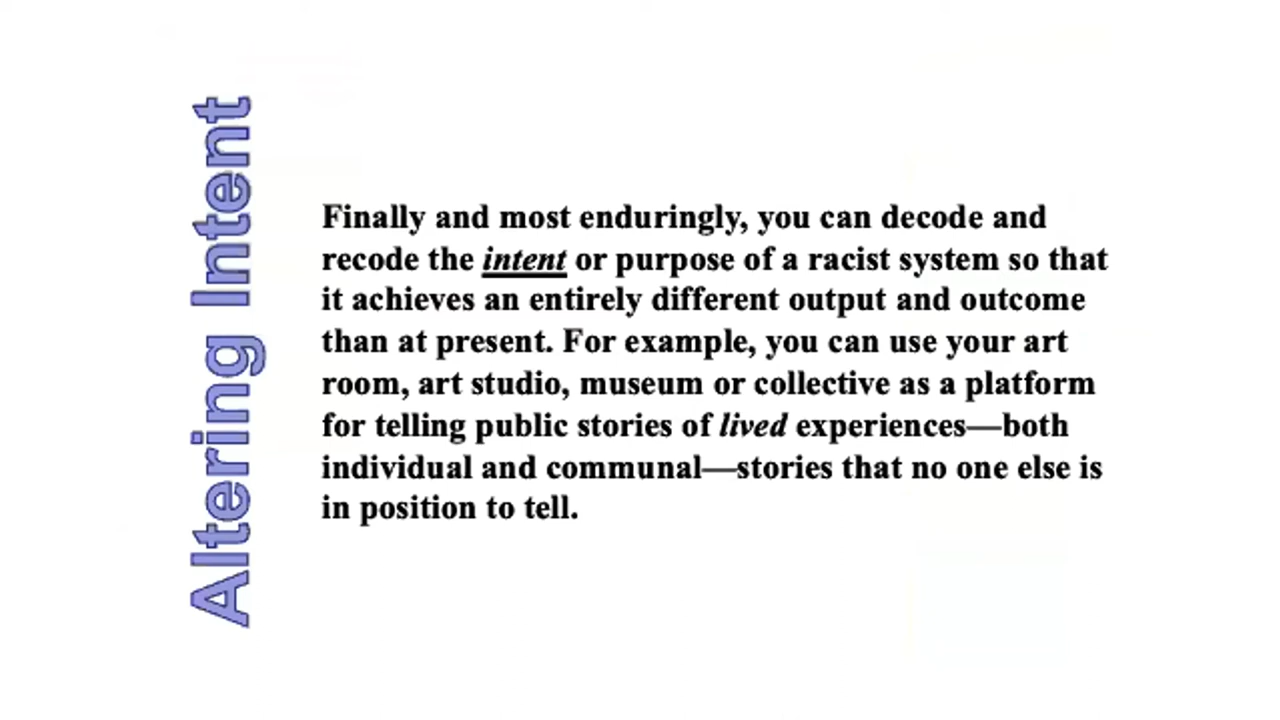 Altering Intent
Finally and most enduringly, you can decode and
recode the intent or purpose of a racist system so that
it achieves an entirely different output and outcome
than at present. For example, you can use your art
room, art studio, museum or collective as a platform
for telling public stories of lived experiences—both
individual and communal—stories that no one else is
in position to tell.